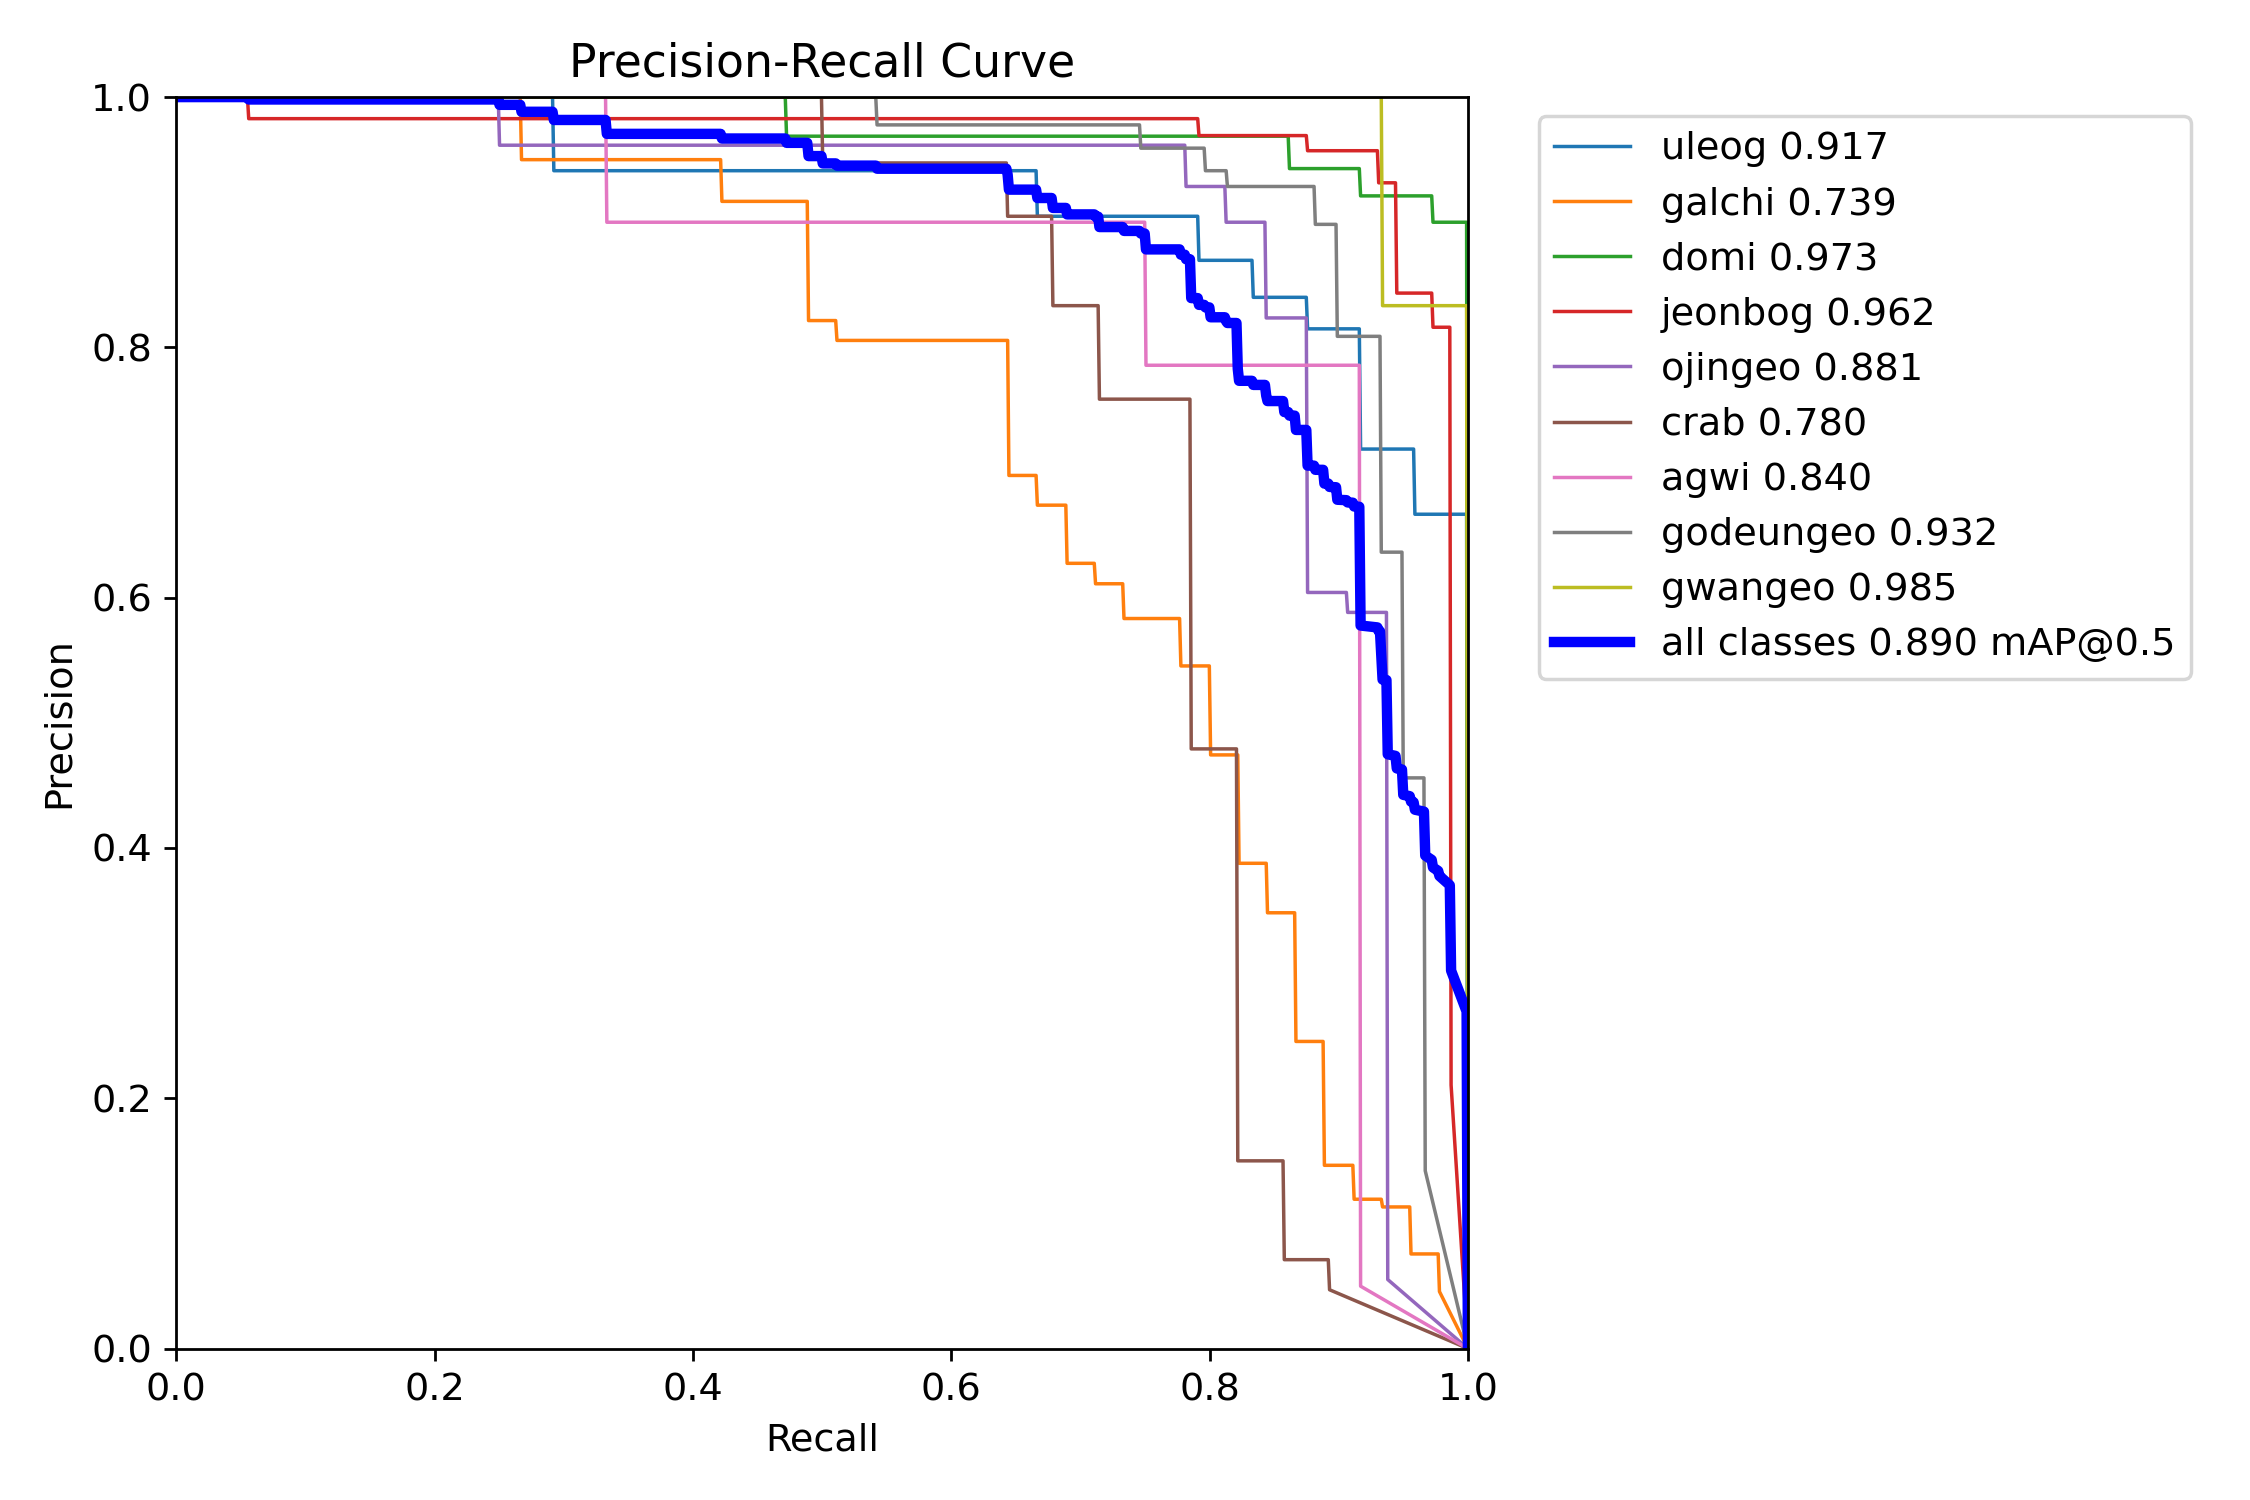 Precision-Recall Curve
1.0
0.8
0.6
0.4
0.2
0.0
Precision
0.0 0.2 0.4 0.6 0.8 1.0
Recall
uleog 0.917
galchi 0.739
domi 0.973
jeonbog 0.962
ojingeo 0.881
crab 0.780
agwi 0.840
godeungeo 0.932
gwangeo 0.985
all classes 0.890 mAP@0.5